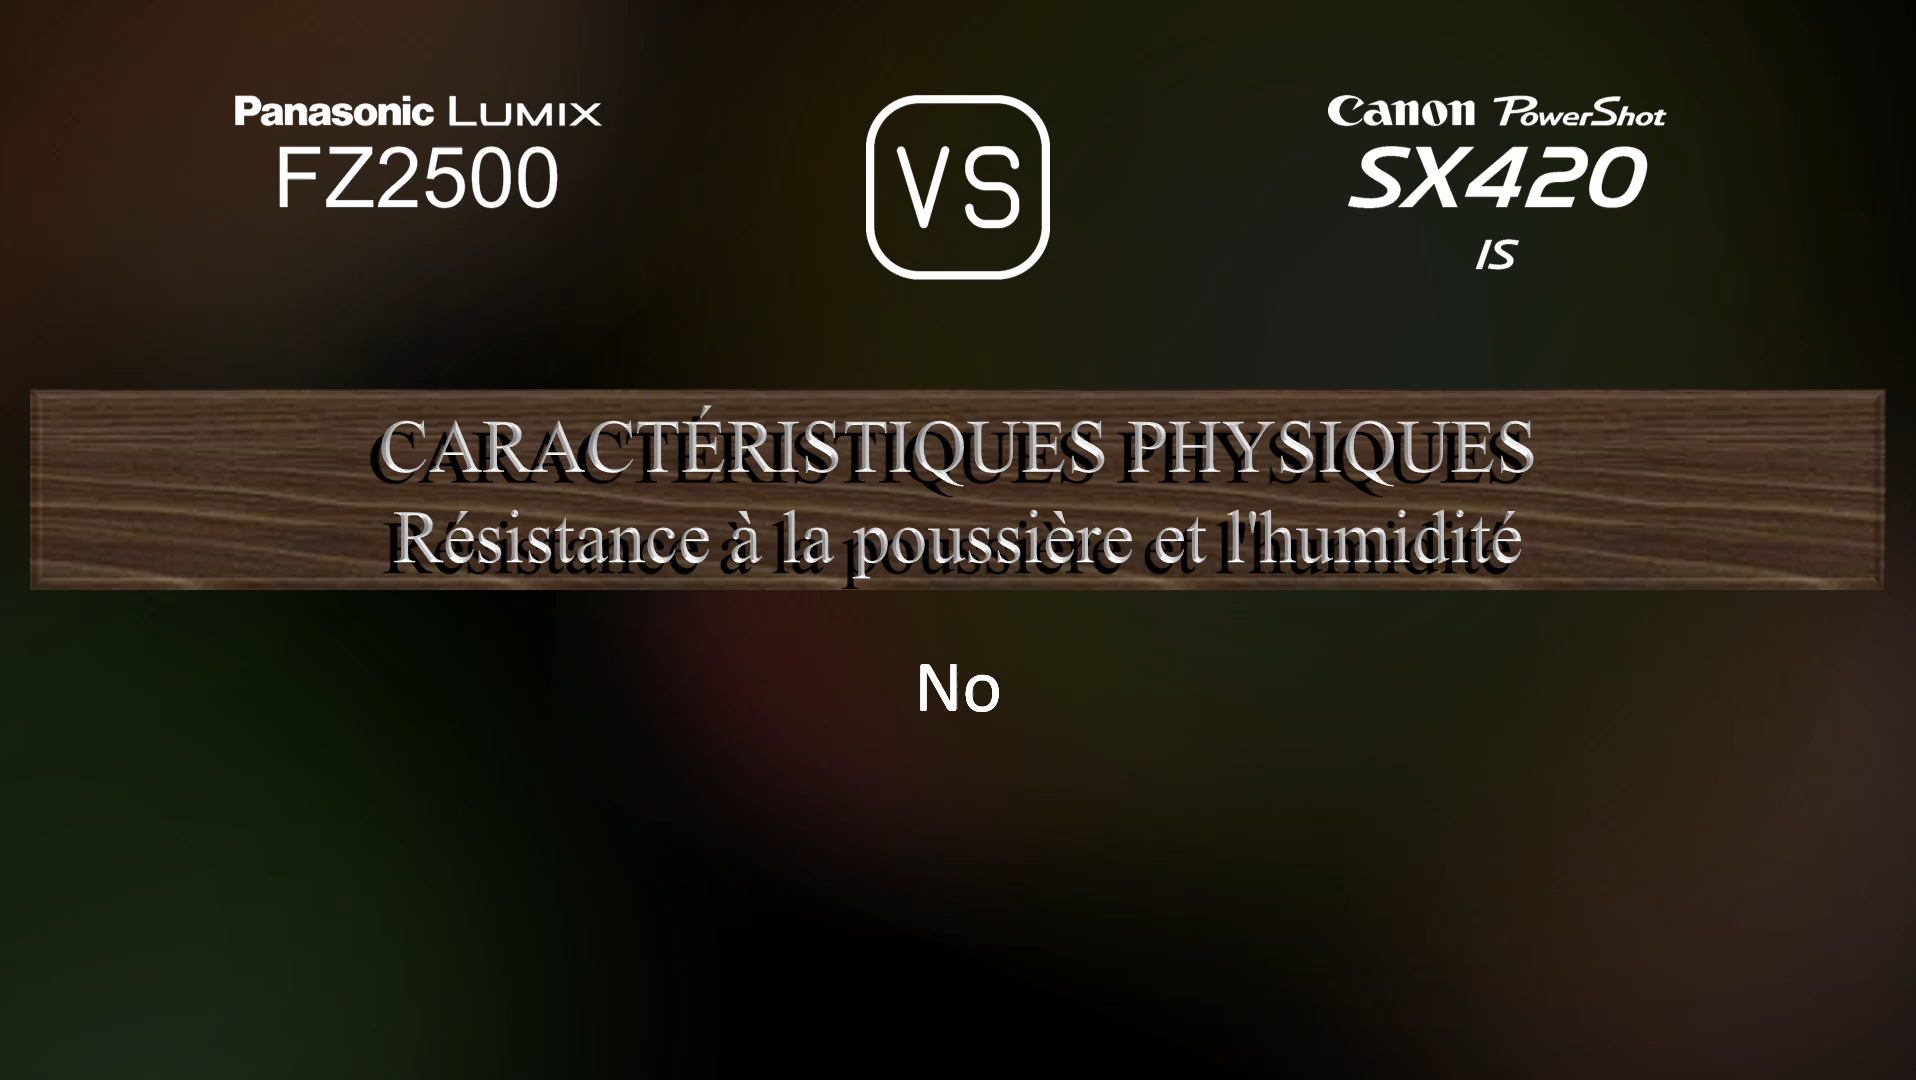 Panasonic LUMIX
FZ2500
VS
Canon PowerShot
SX420
IS
CARACTÉRISTIQUES PHYSIQUES
Résistance à la poussière et l'humidité
No